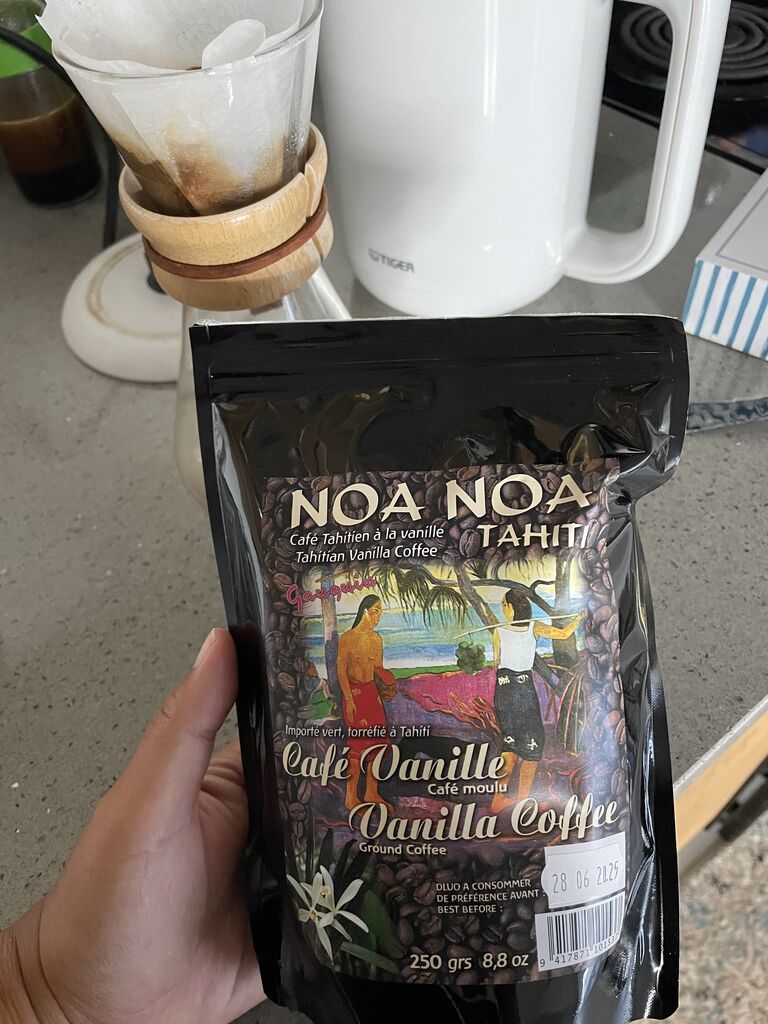 TIGER
NOA NOA
TAHITI
Café Tahitien à la vanille
Tahitian Vanilla Coffee
Gauguin
Importé vert, torréfié à Tahiti
Café Vanille
Café moulu
Vanilla Coffee
Ground Coffee
DLUO A CONSOMMER
DE PRÉFÉRENCE AVANT :
BEST BEFORE :
28 06 2025
250 grs 8,8 oz